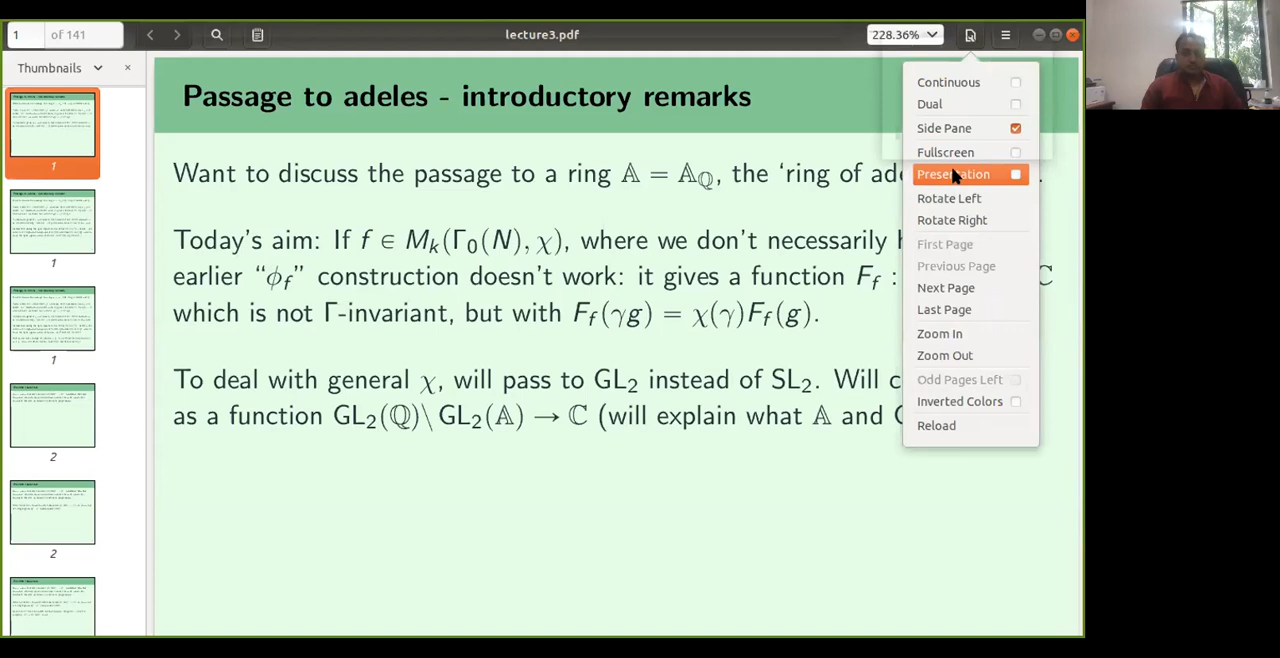 1 of 141
lecture3.pdf
228.36%
Thumbnails ×
1
1
1
2
2
Passage to adeles - introductory remarks
Want to discuss the passage to a ring 𝔸 = 𝔸_ℚ, the ‘ring of
Today's aim: If f ∈ M_k(Γ_0(N), χ), where we don't necessarily
earlier “ϕ_f” construction doesn't work: it gives a function F_f :
which is not Γ-invariant, but with F_f(γg) = χ(γ)F_f(g).
To deal with general χ, will pass to GL_2 instead of SL_2. Will
as a function GL_2(ℚ)\ GL_2(𝔸) → ℂ (will explain what 𝔸 and
Continuous
Dual
Side Pane
Fullscreen
Presentation
Rotate Left
Rotate Right
First Page
Previous Page
Next Page
Last Page
Zoom In
Zoom Out
Odd Pages Left
Inverted Colors
Reload